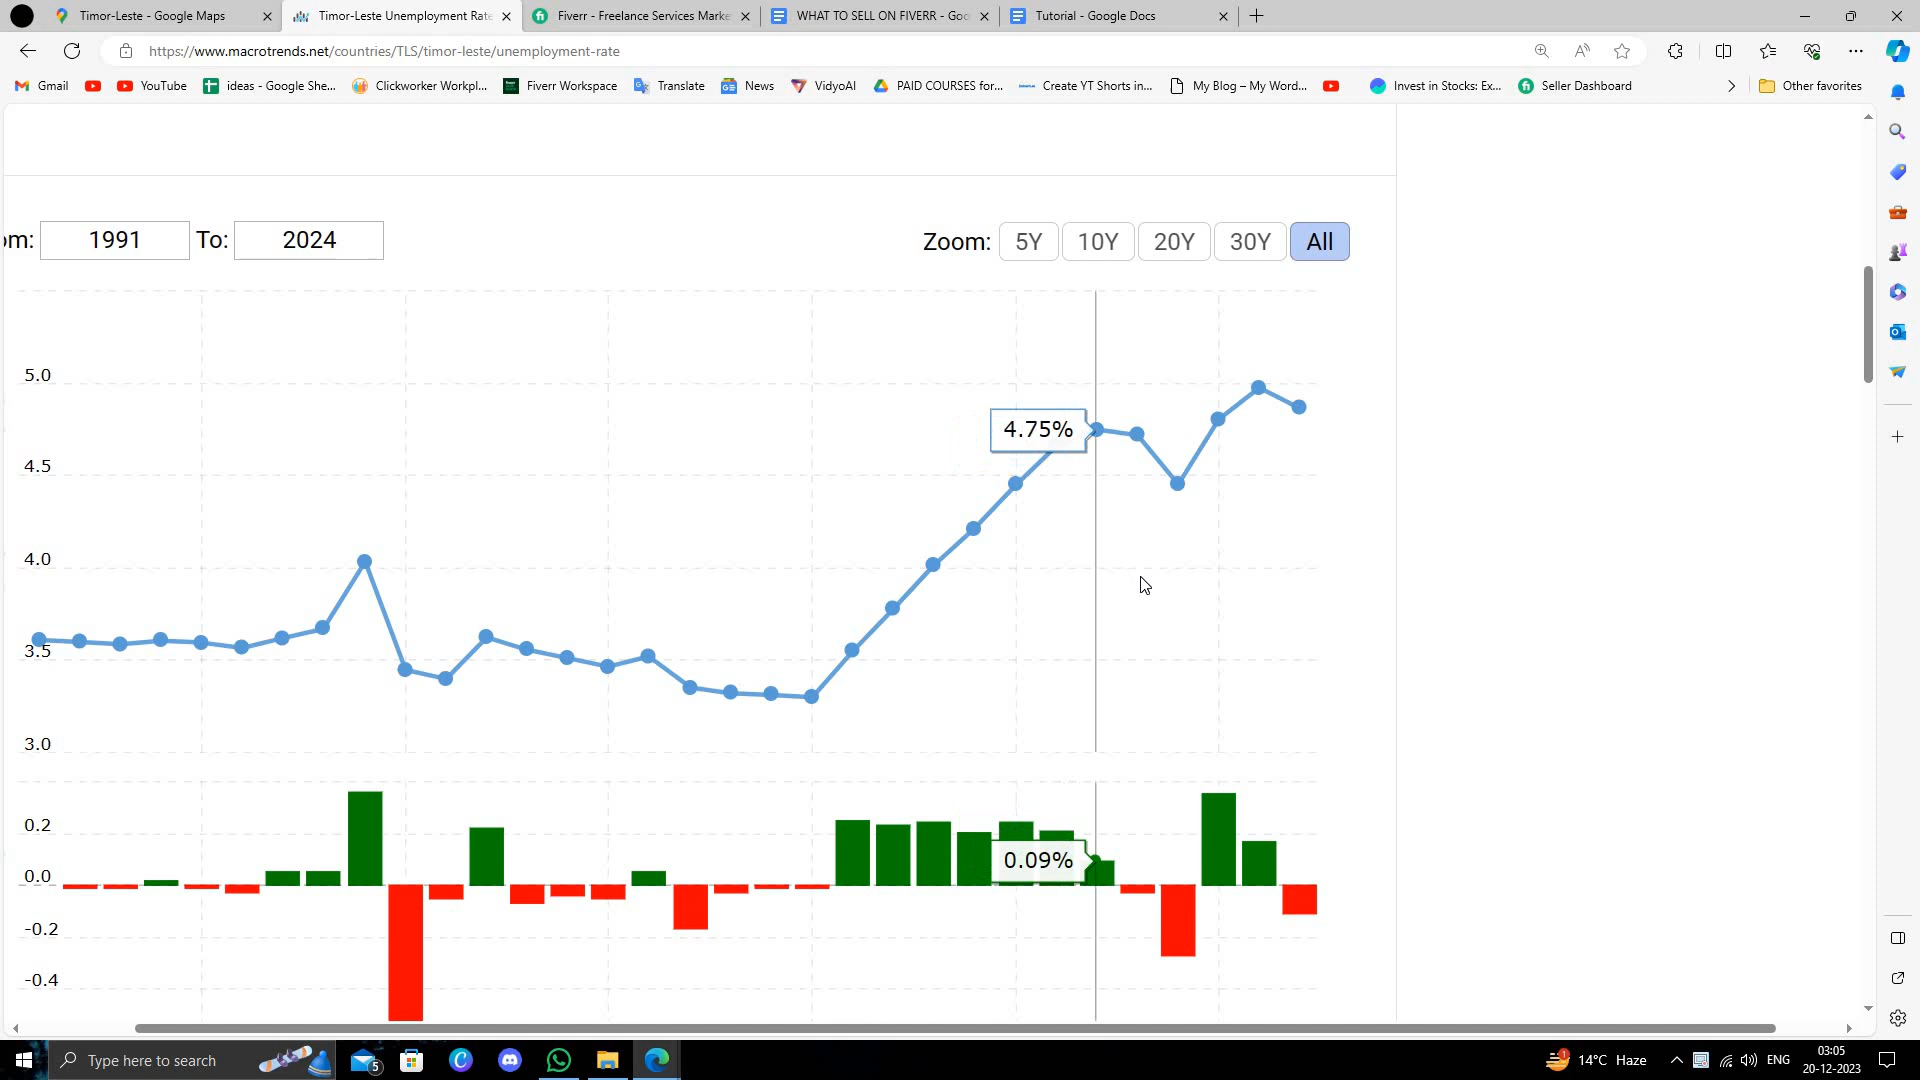 Timor-Leste - Google Maps
Timor-Leste Unemployment Rate
Fiverr - Freelance Services Marke
WHAT TO SELL ON FIVERR - Goo
Tutorial - Google Docs
https://www.macrotrends.net/countries/TLS/timor-leste/unemployment-rate
Gmail
YouTube
ideas - Google She...
Clickworker Workpl...
Fiverr Workspace
Translate
News
VidyoAI
PAID COURSES for...
Create YT Shorts in...
My Blog – My Word...
Invest in Stocks: Ex...
Seller Dashboard
Other favorites
om: 1991 To: 2024
Zoom: 5Y 10Y 20Y 30Y All
5.0
4.75%
4.5
4.0
3.5
3.0
0.2
0.09%
0.0
-0.2
-0.4
Type here to search
5
1
14°C Haze
ENG
03:05
20-12-2023